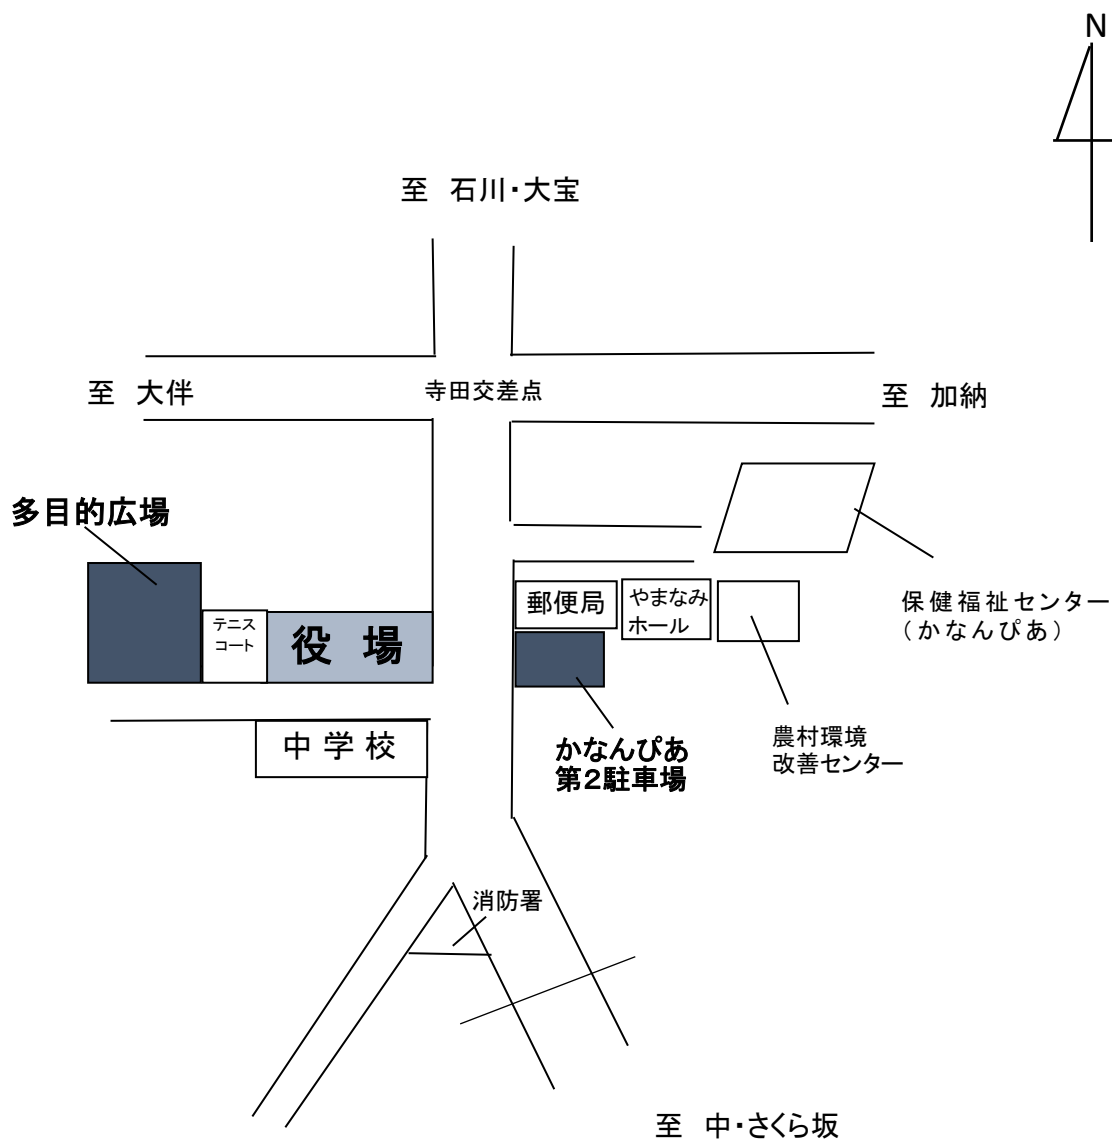 N
至　石川・大宝
至　大伴
寺田交差点
至　加納
多目的広場
テニス
コート
役　場
郵便局
やまなみ
ホール
保健福祉センター
（かなんぴあ）
中 学 校
かなんぴあ
第2駐車場
農村環境
改善センター
消防署
至　中・さくら坂